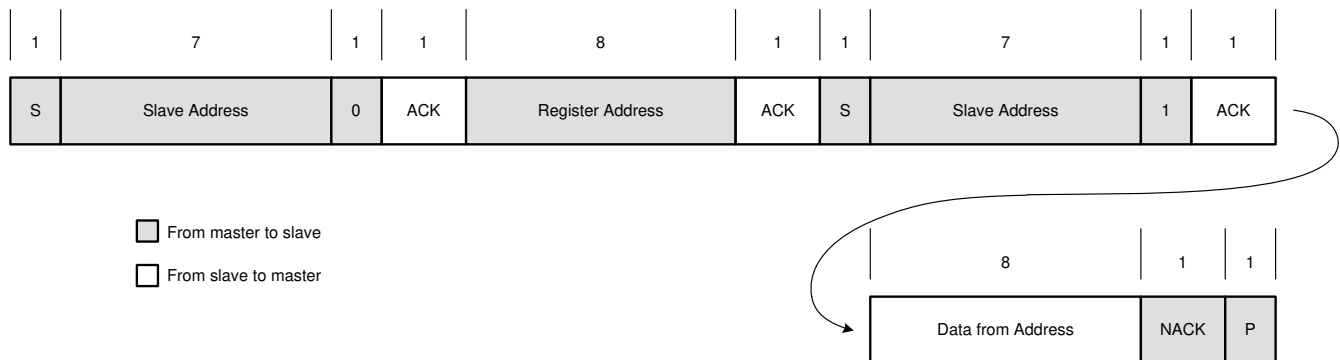 1 7 1 1 8 1 1 7 1 1
S Slave Address 0 ACK Register Address ACK S Slave Address 1 ACK
From master to slave
From slave to master
8 1 1
Data from Address NACK P